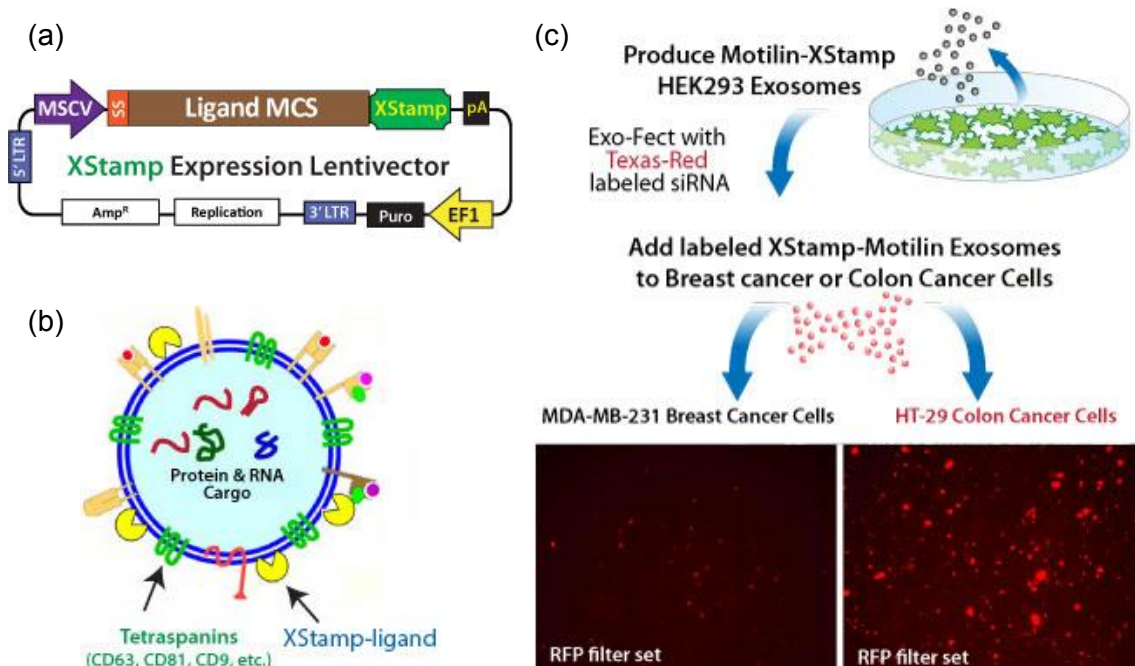 (a)
MSCV
SS
Ligand MCS
XStamp
pA
5' LTR
XStamp Expression Lentivector
Amp^R
Replication
3' LTR
Puro
EF1
(b)
Protein & RNA
Cargo
Tetraspanins
(CD63, CD81, CD9, etc.)
XStamp-ligand
(c)
Produce Motilin-XStamp
HEK293 Exosomes
Exo-Fect with
Texas-Red
labeled siRNA
Add labeled XStamp-Motilin Exosomes
to Breast cancer or Colon Cancer Cells
MDA-MB-231 Breast Cancer Cells
HT-29 Colon Cancer Cells
RFP filter set
RFP filter set